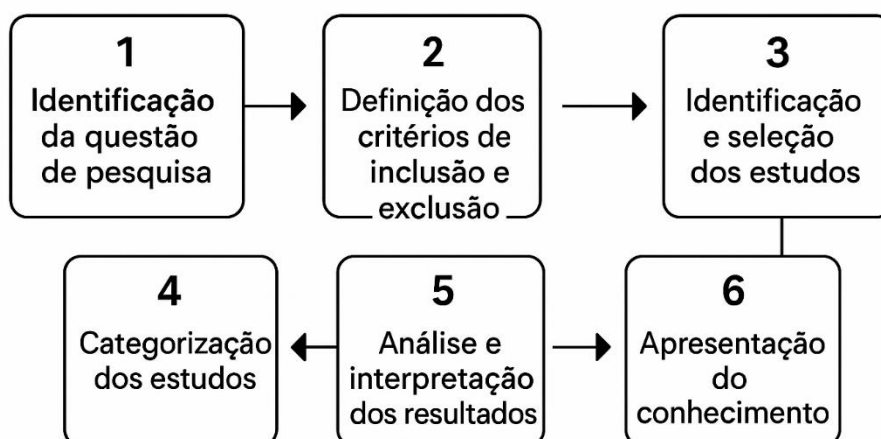 1
Identificação
da questão
de pesquisa
2
Definição dos
critérios de
inclusão e
exclusão
3
Identificação
e seleção
dos estudos
4
Categorização
dos estudos
5
Análise e
interpretação
dos resultados
6
Apresentação
do
conhecimento